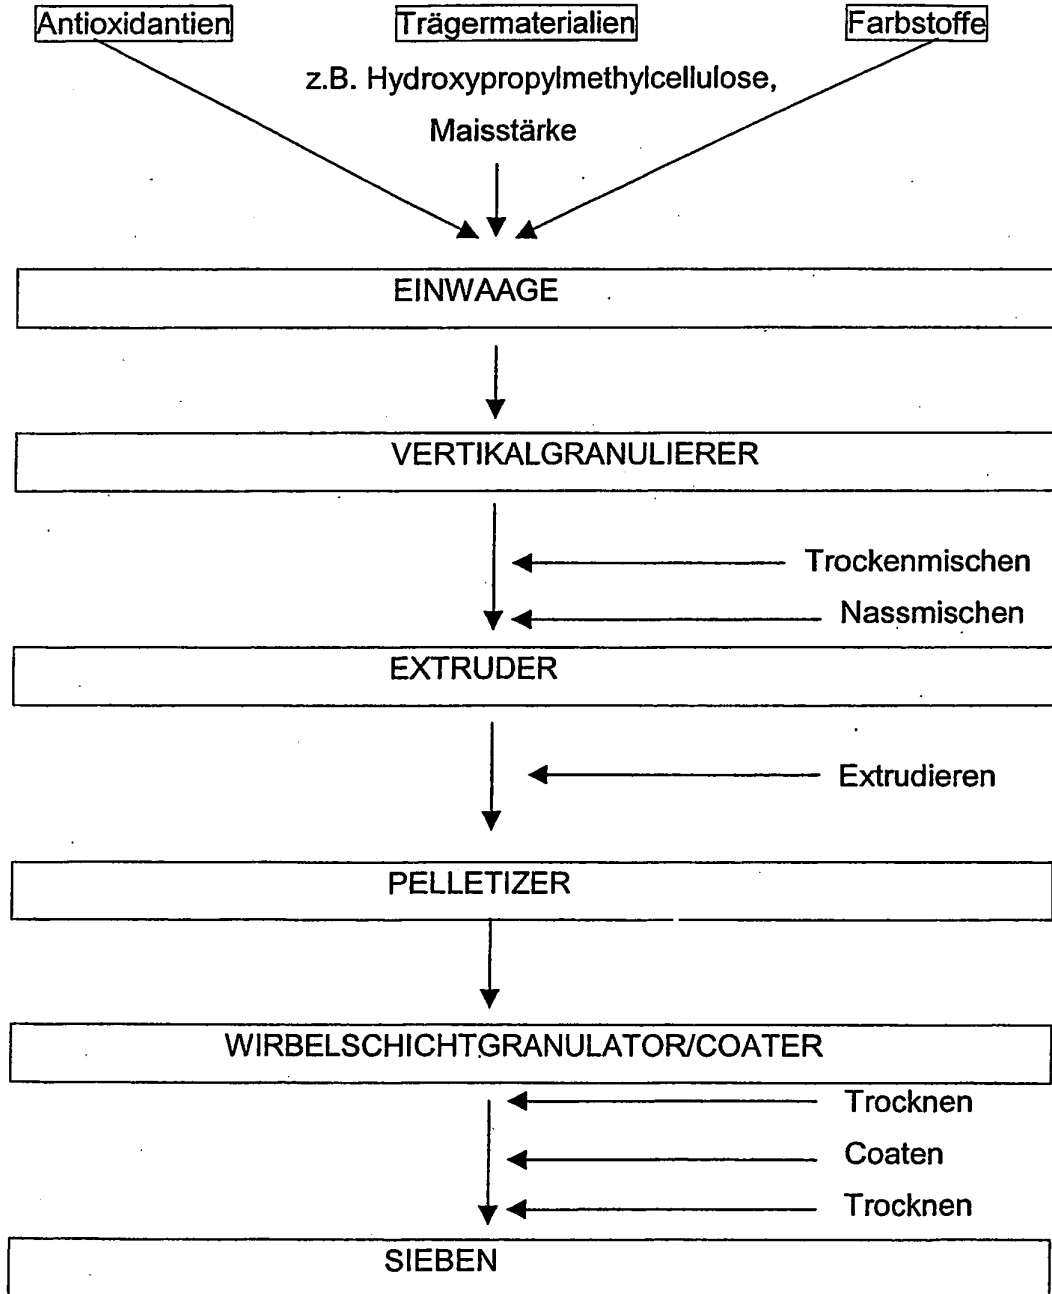 Antioxidantien
Trägermaterialien
Farbstoffe
z.B. Hydroxypropylmethylcellulose,
Maisstärke
EINWAAGE
VERTIKALGRANULIERER
Trockenmischen
Nassmischen
EXTRUDER
Extrudieren
PELLETIZER
WIRBELSCHICHTGRANULATOR/COATER
Trocknen
Coaten
Trocknen
SIEBEN